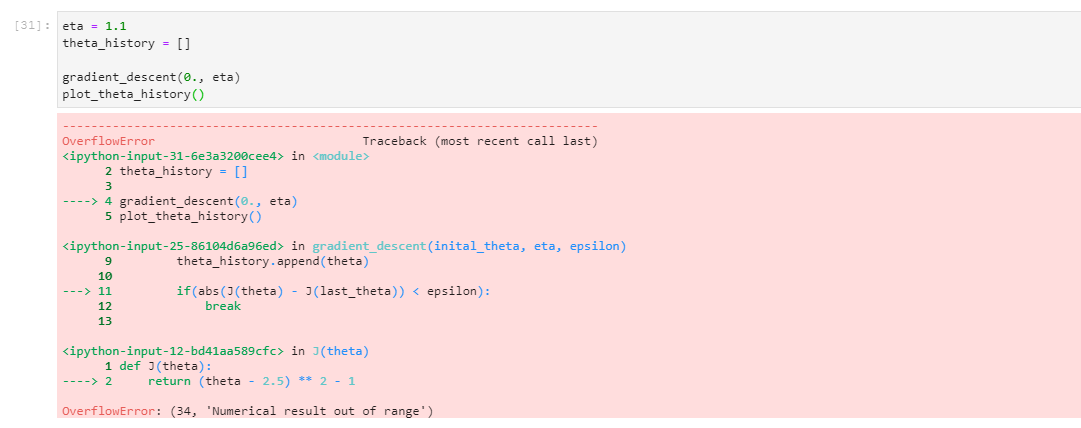 [31]: eta = 1.1
theta_history = []
gradient_descent(0., eta)
plot_theta_history()
---------------------------------------------------------------------------
OverflowError                             Traceback (most recent call last)
<ipython-input-31-6e3a3200cee4> in <module>
      2 theta_history = []
      3
----> 4 gradient_descent(0., eta)
      5 plot_theta_history()
<ipython-input-25-86104d6a96ed> in gradient_descent(inital_theta, eta, epsilon)
      9         theta_history.append(theta)
     10
---> 11         if(abs(J(theta) - J(last_theta)) < epsilon):
     12             break
     13
<ipython-input-12-bd41aa589cfc> in J(theta)
      1 def J(theta):
----> 2     return (theta - 2.5) ** 2 - 1
OverflowError: (34, 'Numerical result out of range')